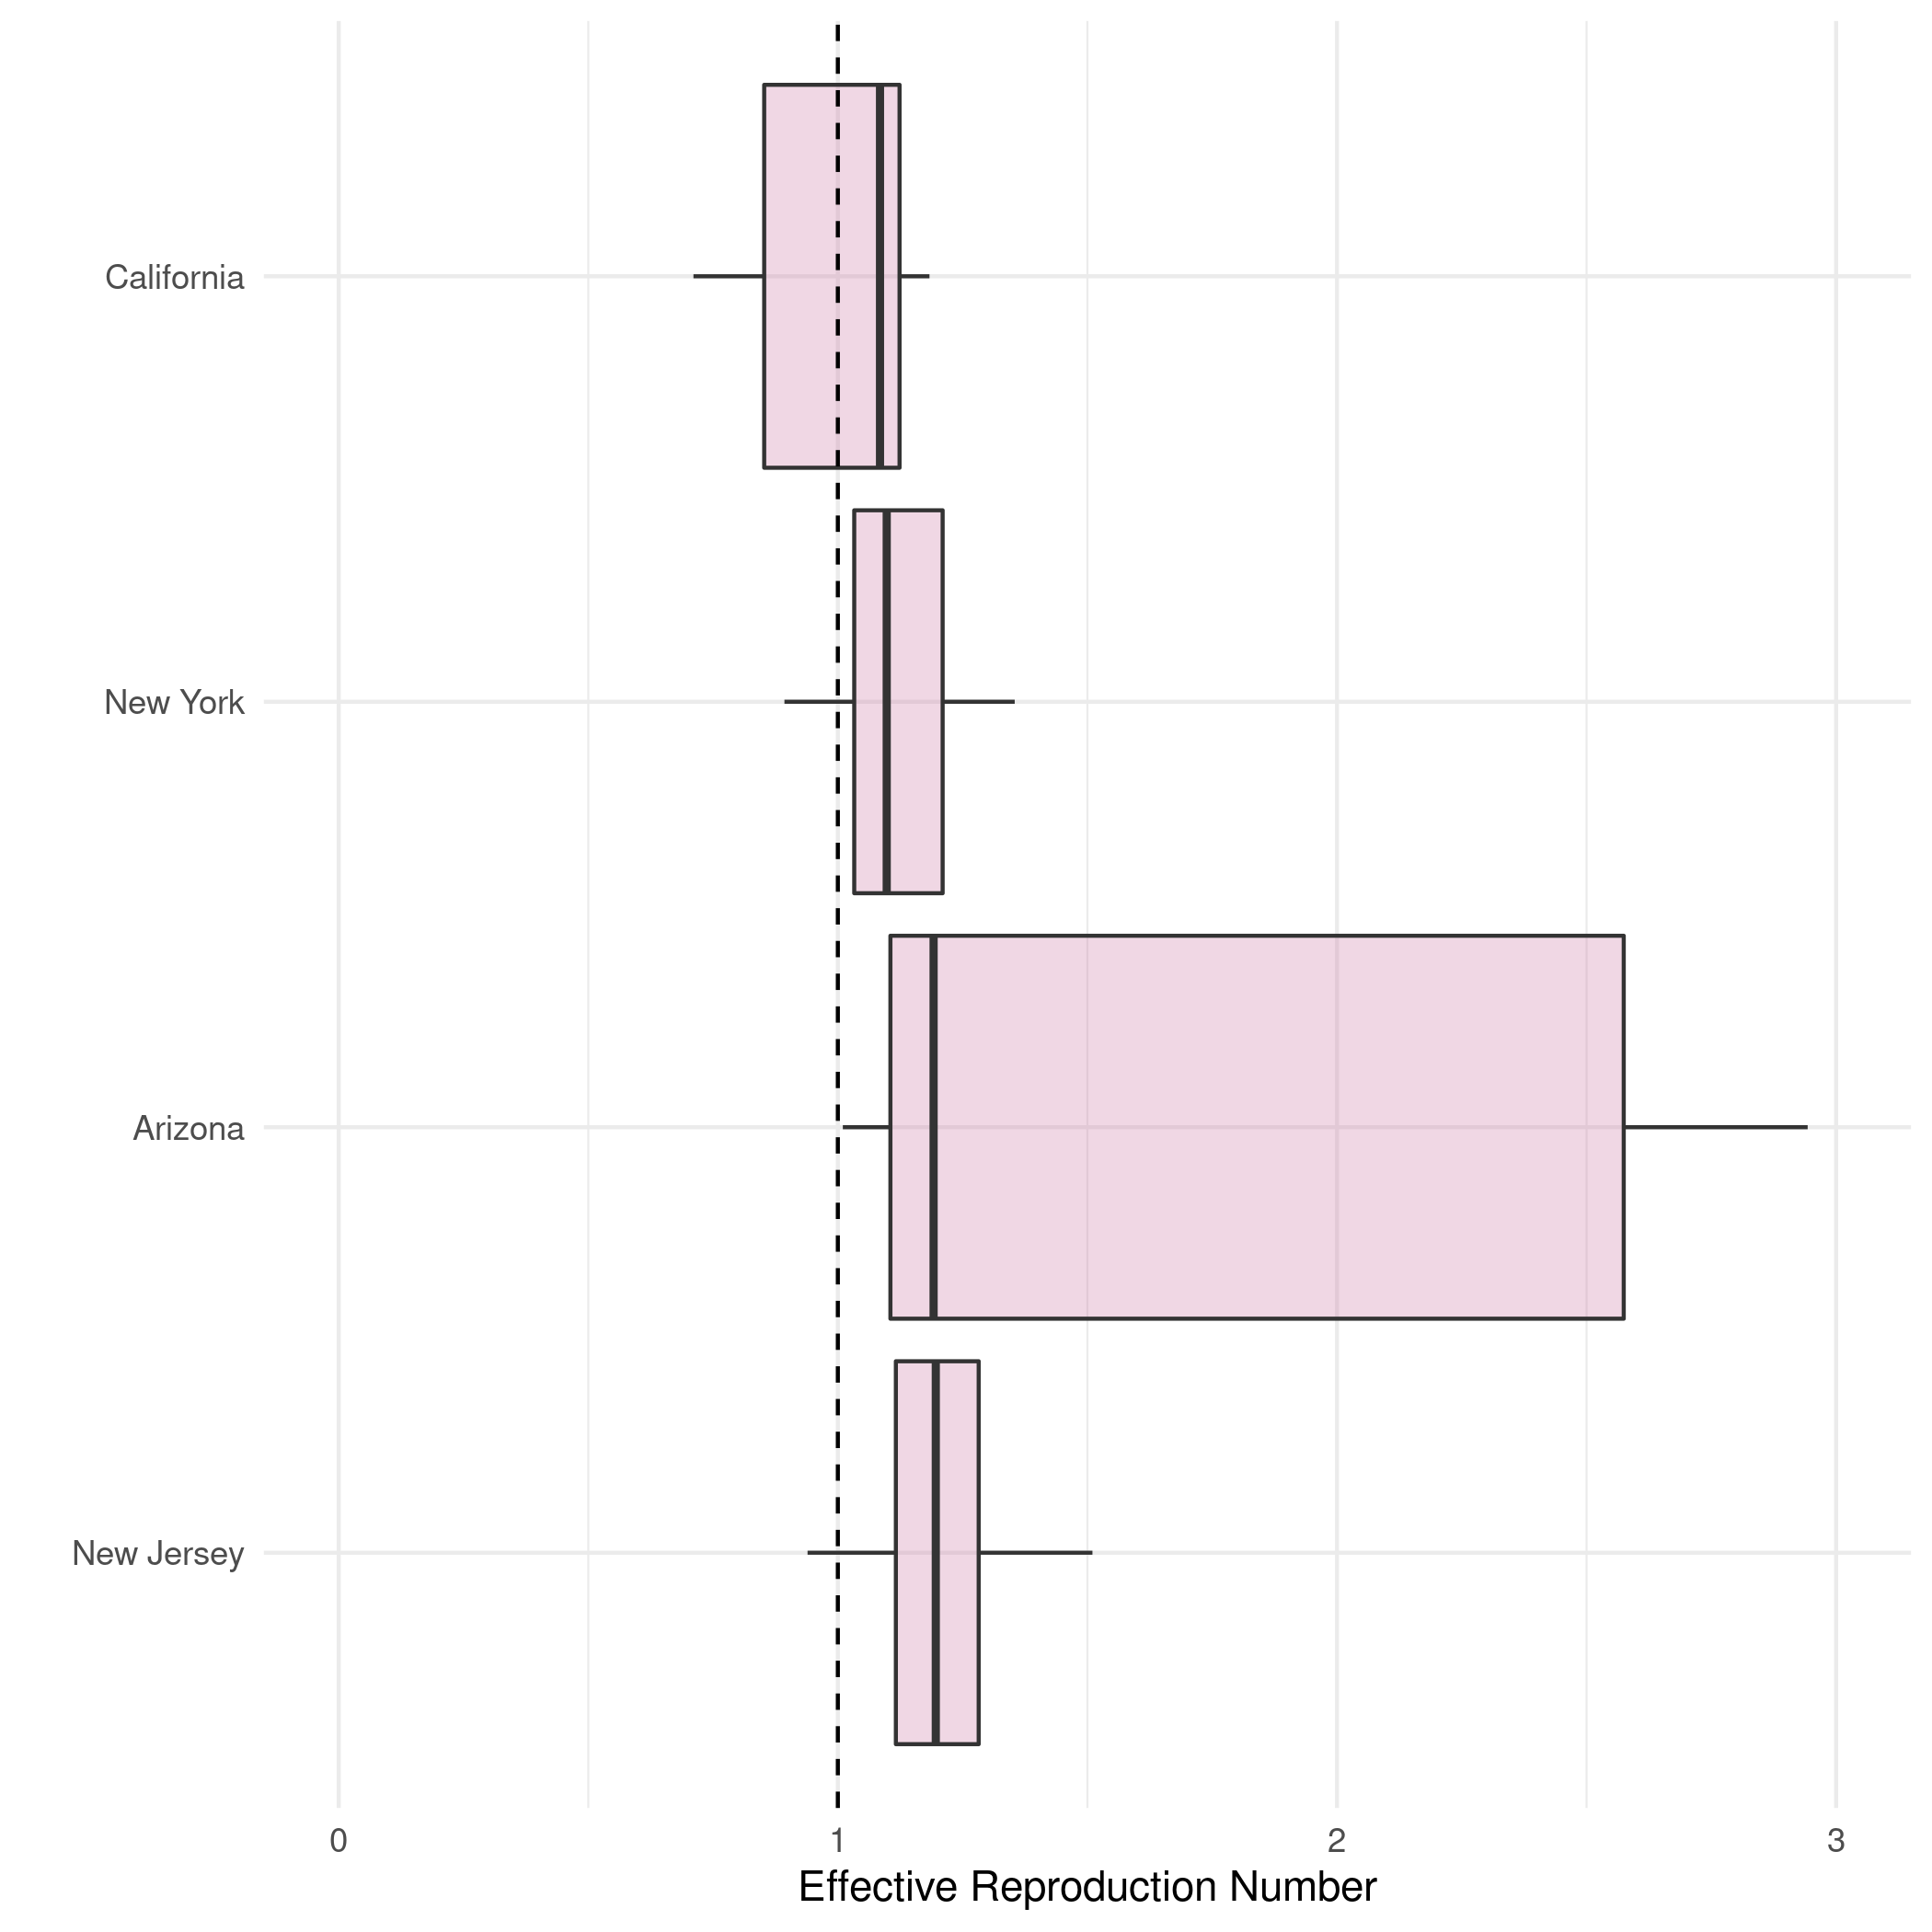 California
New York
Arizona
New Jersey
0 1 2 3
Effective Reproduction Number